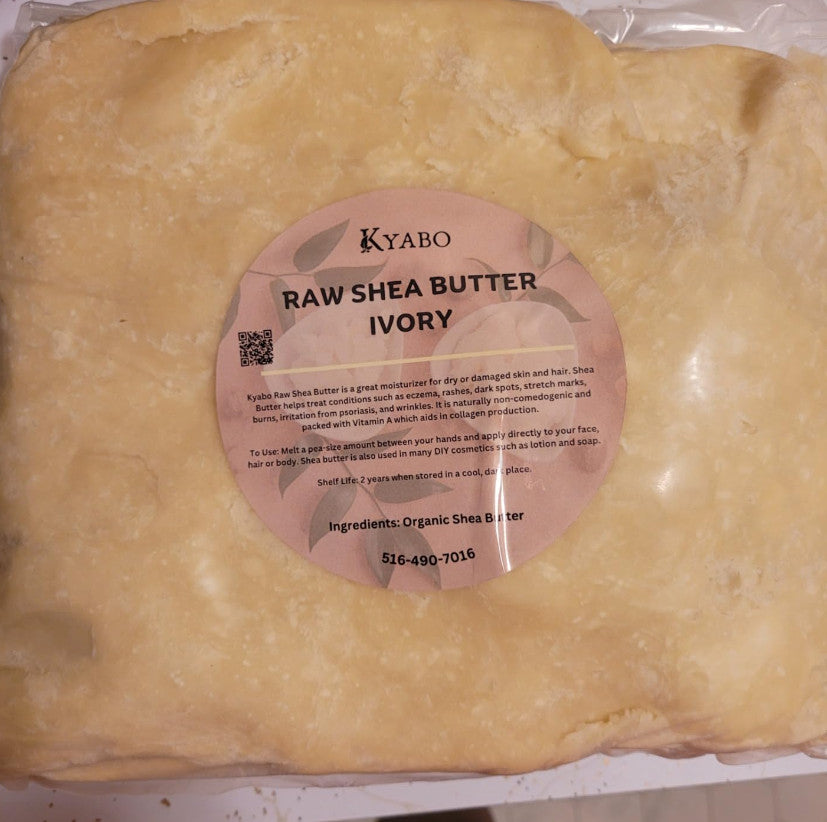 KYABO
RAW SHEA BUTTER
IVORY
Kyabo Raw Shea Butter is a great moisturizer for dry or damaged skin and hair. Shea
Butter helps treat conditions such as eczema, rashes, dark spots, stretch marks,
burns, irritation from psoriasis, and wrinkles. It is naturally non-comedogenic and
packed with Vitamin A which aids in collagen production.
To Use: Melt a pea-size amount between your hands and apply directly to your face,
hair or body. Shea butter is also used in many DIY cosmetics such as lotion and soap.
Shelf Life: 2 years when stored in a cool, dark place.
Ingredients: Organic Shea Butter
516-490-7016